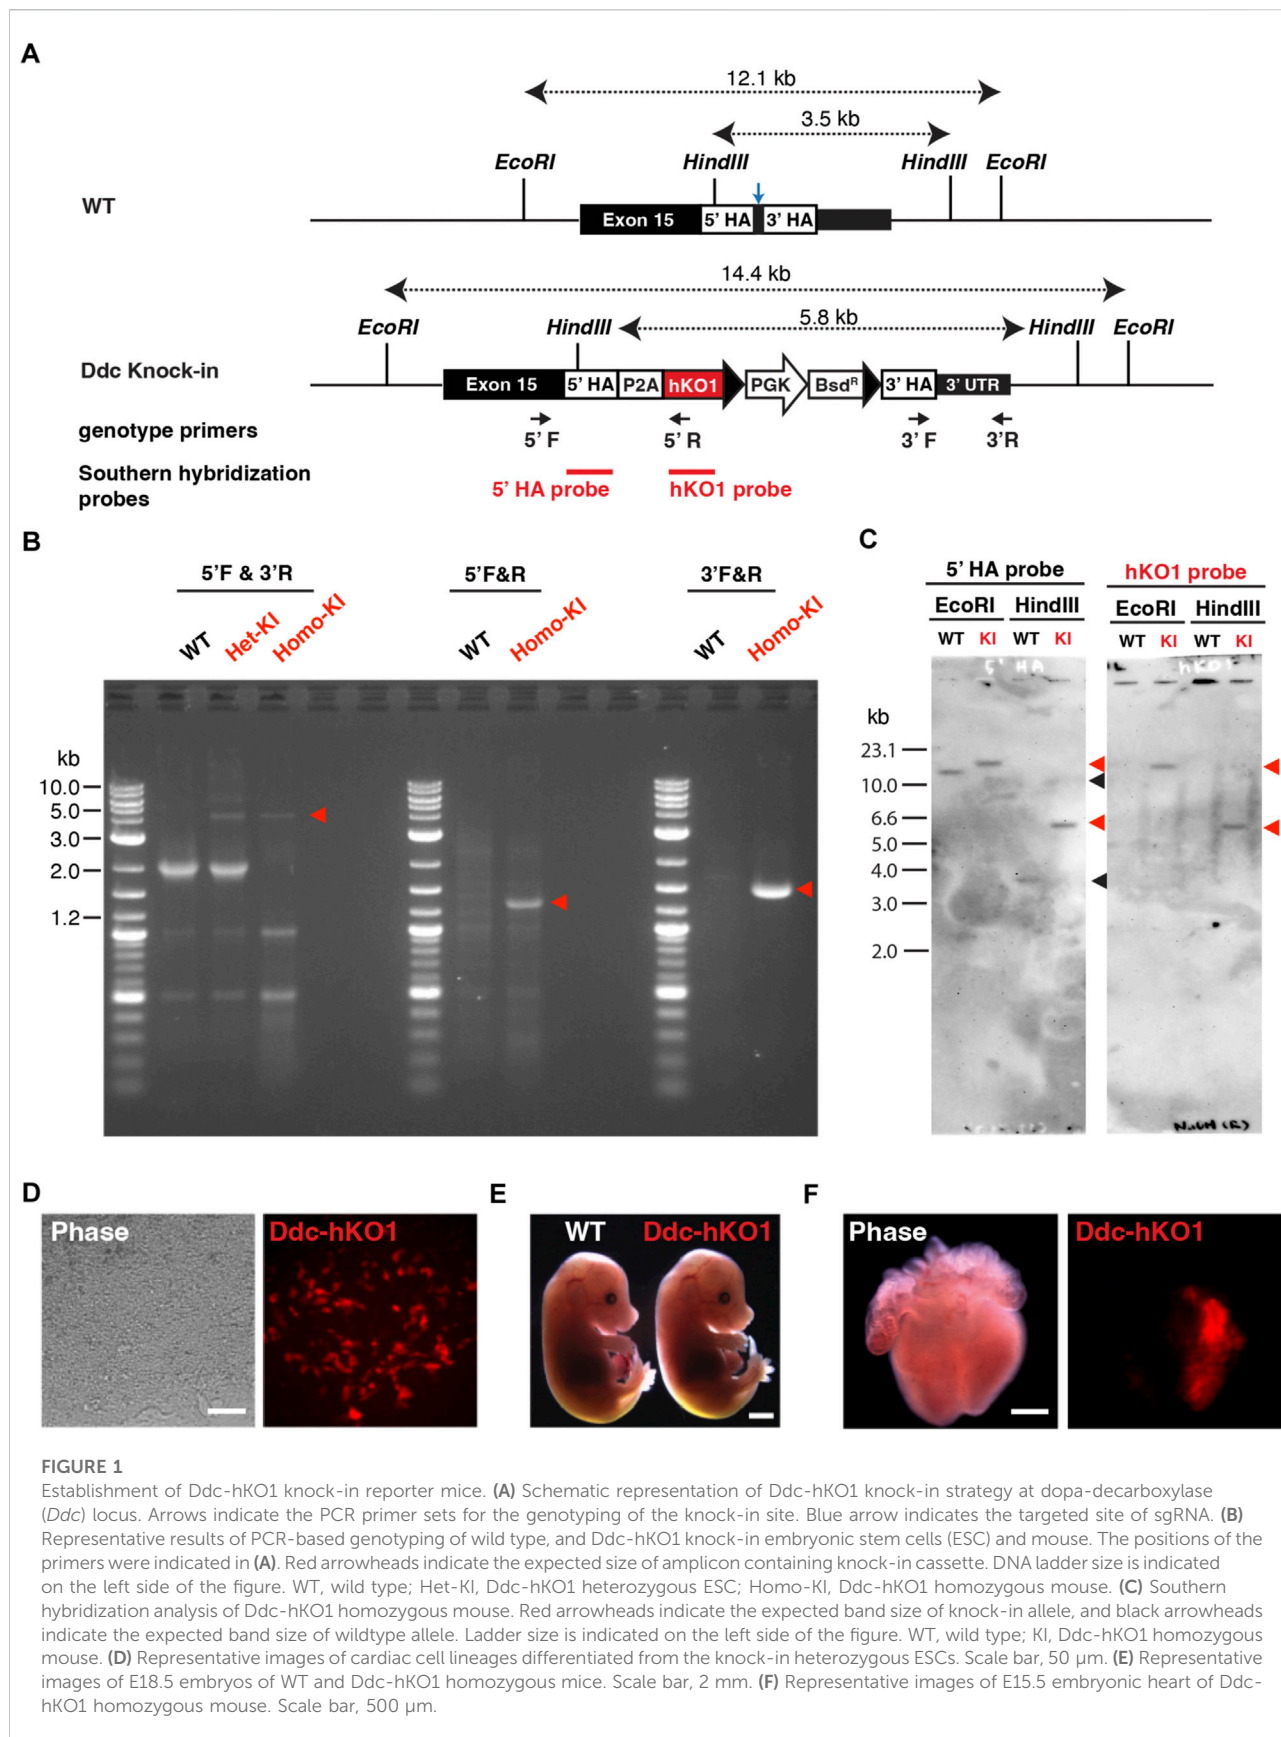 A
12.1 kb
3.5 kb
EcoRI HindIII HindIII EcoRI
WT
Exon 15 5' HA 3' HA
14.4 kb
5.8 kb
EcoRI HindIII HindIII EcoRI
Ddc Knock-in
Exon 15 5' HA P2A hKO1 PGK BsdR 3' HA 3' UTR
genotype primers
5' F 5' R 3' F 3'R
Southern hybridization
probes
5' HA probe hKO1 probe
B
5'F & 3'R 5'F&R 3'F&R
WT Het-KI Homo-KI WT Homo-KI WT Homo-KI
kb
10.0
5.0
3.0
2.0
1.2
C
5' HA probe hKO1 probe
EcoRI HindIII EcoRI HindIII
WT KI WT KI WT KI WT KI
5' HA hKO1
kb
23.1
10.0
6.6
5.0
4.0
3.0
2.0
D
Phase Ddc-hKO1
E
WT Ddc-hKO1
F
Phase Ddc-hKO1
FIGURE 1
Establishment of Ddc-hKO1 knock-in reporter mice. (A) Schematic representation of Ddc-hKO1 knock-in strategy at dopa-decarboxylase
(Ddc) locus. Arrows indicate the PCR primer sets for the genotyping of the knock-in site. Blue arrow indicates the targeted site of sgRNA. (B)
Representative results of PCR-based genotyping of wild type, and Ddc-hKO1 knock-in embryonic stem cells (ESC) and mouse. The positions of the
primers were indicated in (A). Red arrowheads indicate the expected size of amplicon containing knock-in cassette. DNA ladder size is indicated
on the left side of the figure. WT, wild type; Het-KI, Ddc-hKO1 heterozygous ESC; Homo-KI, Ddc-hKO1 homozygous mouse. (C) Southern
hybridization analysis of Ddc-hKO1 homozygous mouse. Red arrowheads indicate the expected band size of knock-in allele, and black arrowheads
indicate the expected band size of wildtype allele. Ladder size is indicated on the left side of the figure. WT, wild type; KI, Ddc-hKO1 homozygous
mouse. (D) Representative images of cardiac cell lineages differentiated from the knock-in heterozygous ESCs. Scale bar, 50 μm. (E) Representative
images of E18.5 embryos of WT and Ddc-hKO1 homozygous mice. Scale bar, 2 mm. (F) Representative images of E15.5 embryonic heart of Ddc-
hKO1 homozygous mouse. Scale bar, 500 μm.